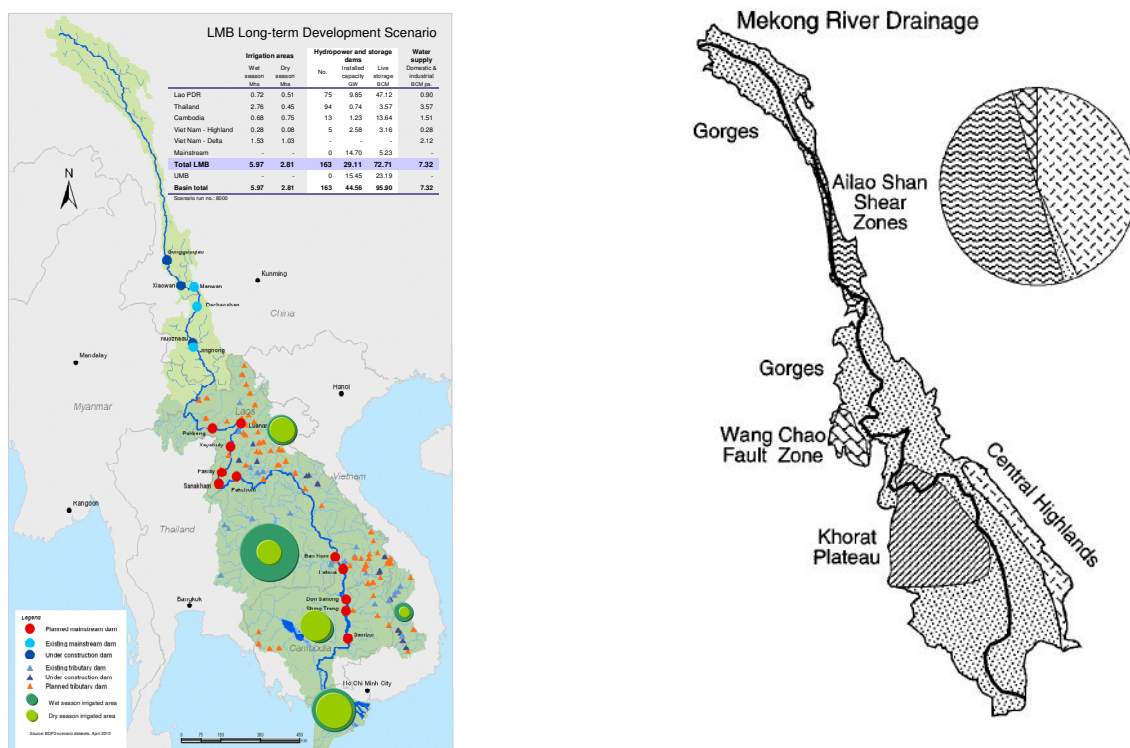 LMB Long-term Development Scenario
Irrigation areas Hydropower and storage dams Water supply
Wet season Mha Dry season Mha No. Installed capacity GW Live storage BCM Domestic & industrial BCM pa.
Lao PDR 0.72 0.51 75 9.85 47.12 0.90
Thailand 2.76 0.45 94 0.74 3.57 3.57
Cambodia 0.68 0.75 13 1.23 13.64 1.51
Viet Nam - Highland 0.28 0.08 5 2.58 3.16 0.28
Viet Nam - Delta 1.53 1.03 - - - 2.12
Mainstream - - 0 14.70 5.23 -
Total LMB 5.97 2.81 163 29.11 72.71 7.32
UMB - - 0 15.45 23.19 -
Basin total 5.97 2.81 163 44.56 95.90 7.32
Scenario run no.: 8000
N
Xiaowan
Manwan
Kunming
China
Jinghong
Mandalay
Myanmar
Hanoi
Laos
Vietnam
Sanakham
Rangoon
Thailand
Bangkok
Cambodia
Ho Chi Minh City
Legend
Planned mainstream dam
Existing mainstream dam
Under construction dam
Existing tributary dam
Under construction dam
Planned tributary dam
Wet season irrigated area
Dry season irrigated area
Source: BDP2 scenario datasets, April 2010
0 75 150 300 450
Mekong River Drainage
Gorges
Ailao Shan
Shear
Zones
Gorges
Wang Chao
Fault Zone
Central Highlands
Khorat
Plateau